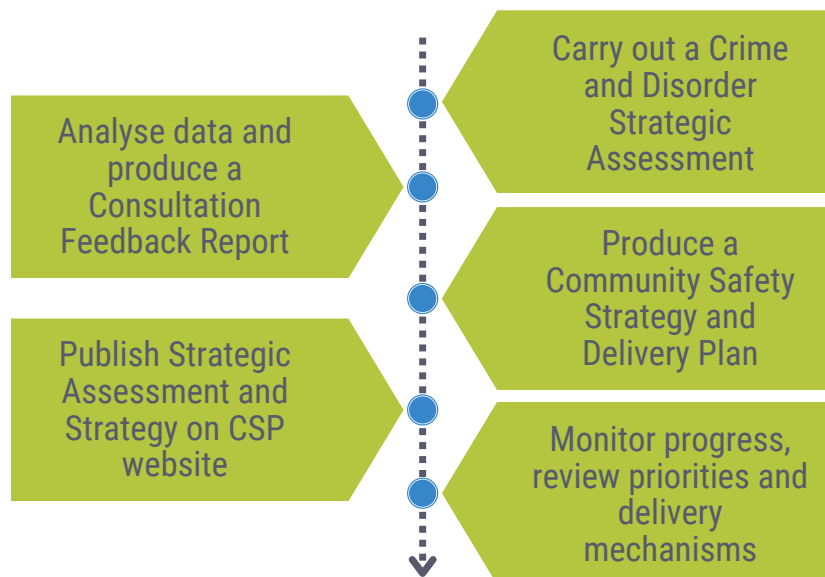 Carry out a Crime
and Disorder
Strategic
Assessment
Analyse data and
produce a
Consultation
Feedback Report
Produce a
Community Safety
Strategy and
Delivery Plan
Publish Strategic
Assessment and
Strategy on CSP
website
Monitor progress,
review priorities and
delivery
mechanisms